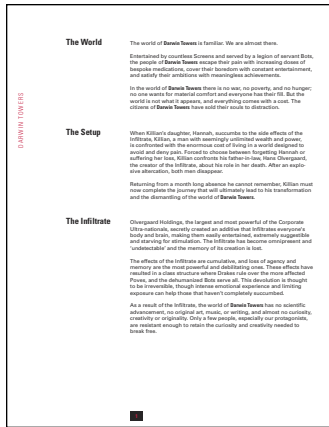 DARWIN TOWERS
The World
The world of Darwin Towers is familiar. We are almost there.
Entertained by countless Screens and served by a legion of servant Bots,
the people of Darwin Towers escape their pain with increasing doses of
bespoke medications, cover their boredom with constant entertainment,
and satisfy their ambitions with meaningless achievements.
In the world of Darwin Towers there is no war, no poverty, and no hunger;
no one wants for material comfort and everyone has their fill. But the
world is not what it appears, and everything comes with a cost. The
citizens of Darwin Towers have sold their souls to distraction.
The Setup
When Killian's daughter, Hannah, succumbs to the side effects of the
Infiltrate, Killian, a man with seemingly unlimited wealth and power,
is confronted with the enormous cost of living in a world designed to
avoid and deny pain. Forced to choose between forgetting Hannah or
suffering her loss, Killian confronts his father-in-law, Hans Olvergaard,
the creator of the Infiltrate, about his role in her death. After an explo-
sive altercation, both men disappear.
Returning from a month long absence he cannot remember, Killian must
now complete the journey that will ultimately lead to his transformation
and the dismantling of the world of Darwin Towers.
The Infiltrate
Olvergaard Holdings, the largest and most powerful of the Corporate
Ultra-nationals, secretly created an additive that Infiltrates everyone's
body and brain, making them easily entertained, extremely suggestible
and starving for stimulation. The Infiltrate has become omnipresent and
'undetectable' and the memory of its creation is lost.
The effects of the Infiltrate are cumulative, and loss of agency and
memory are the most powerful and debilitating ones. These effects have
resulted in a class structure where Drakes rule over the more affected
Poves, and the dehumanized Bots serve all. This devolution is thought
to be irreversible, though intense emotional experience and limiting
exposure can help those that haven't completely succumbed.
As a result of the Infiltrate, the world of Darwin Towers has no scientific
advancement, no original art, music, or writing, and almost no curiosity,
creativity or originality. Only a few people, especially our protagonists,
are resistant enough to retain the curiosity and creativity needed to
break free.